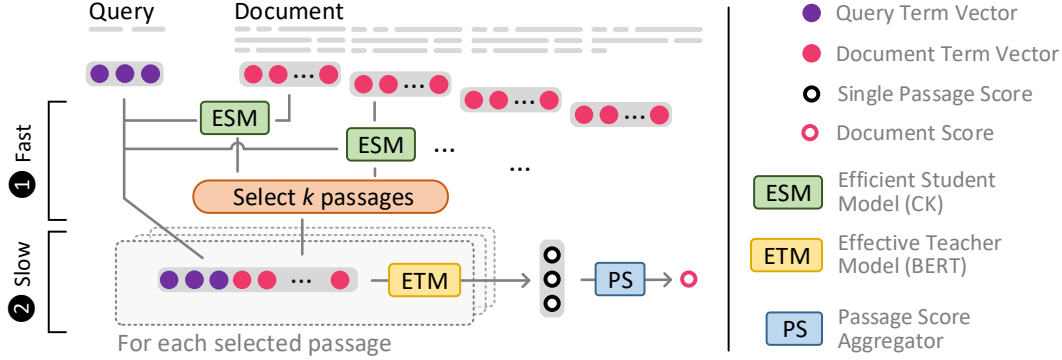 Query
Document
...
...
...
...
ESM
ESM
...
...
1 Fast
Select k passages
2 Slow
...
ETM
PS
For each selected passage
Query Term Vector
Document Term Vector
Single Passage Score
Document Score
ESM
Efficient Student
Model (CK)
ETM
Effective Teacher
Model (BERT)
PS
Passage Score
Aggregator